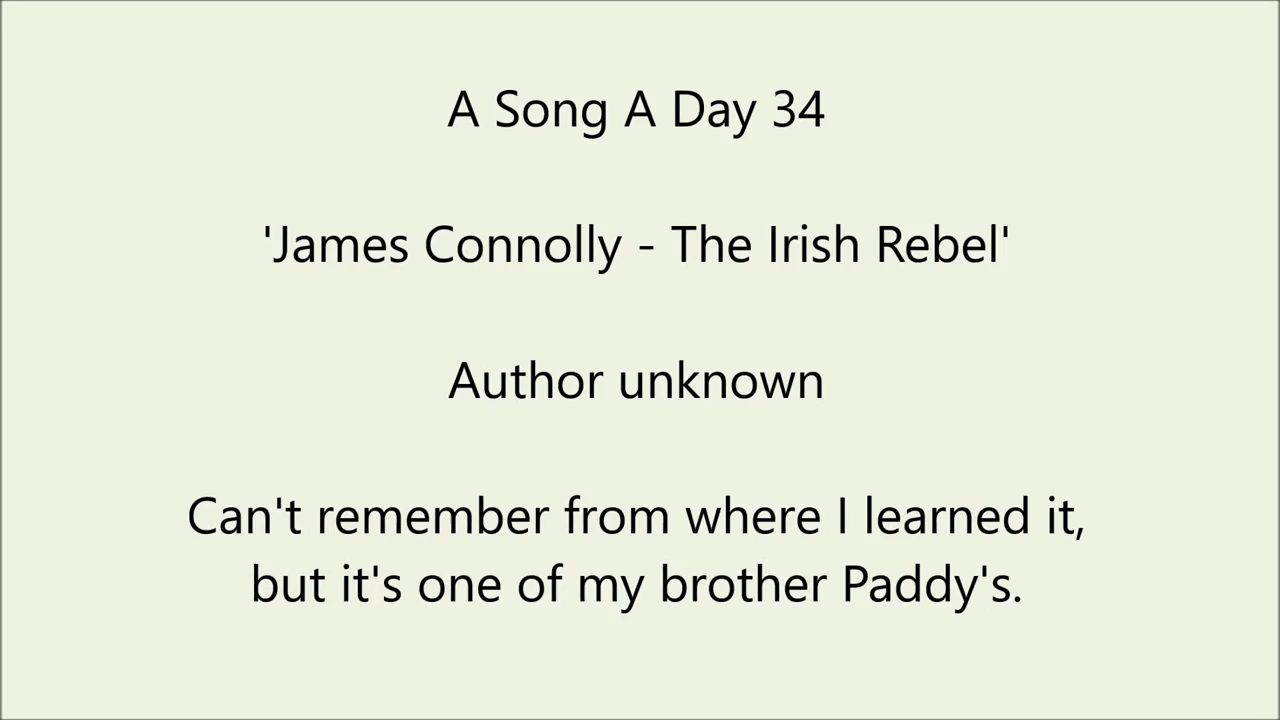 A Song A Day 34
'James Connolly - The Irish Rebel'
Author unknown
Can't remember from where I learned it,
but it's one of my brother Paddy's.